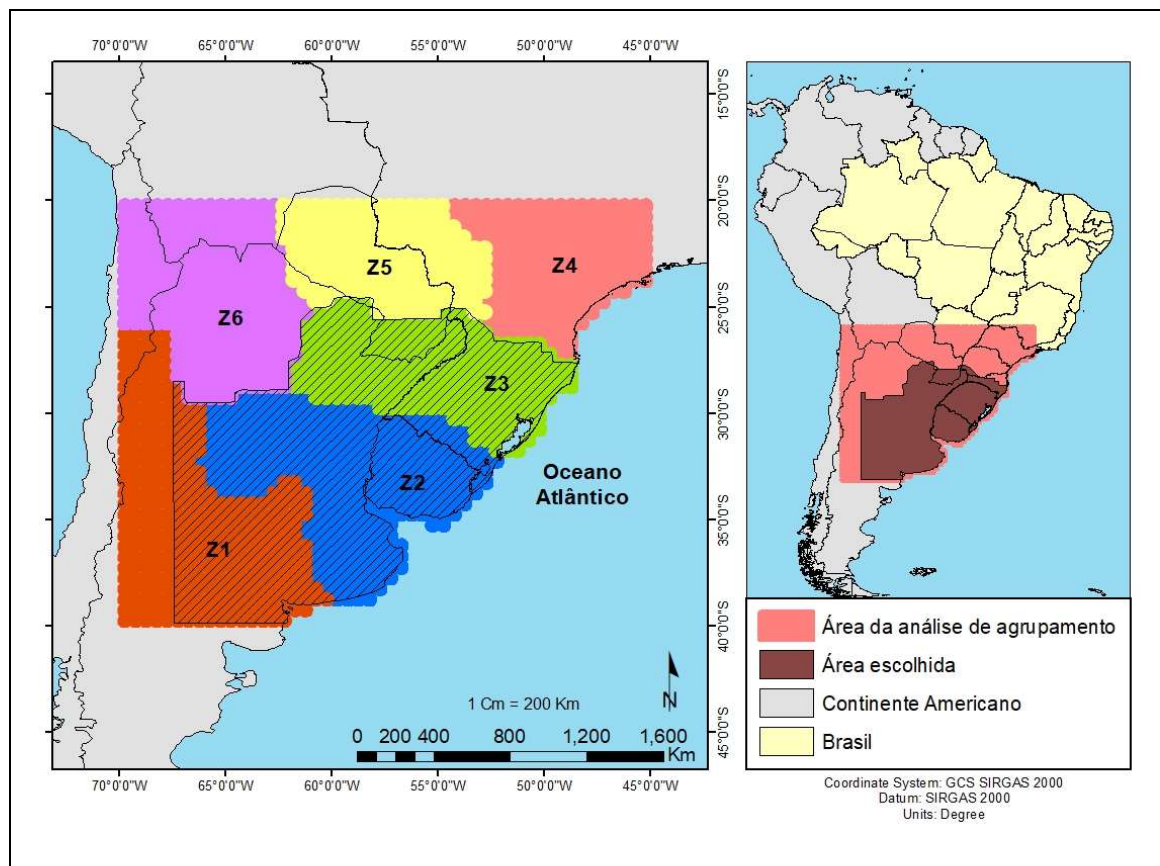 70°0'0"W 65°0'0"W 60°0'0"W 55°0'0"W 50°0'0"W 45°0'0"W
15°0'0"S
20°0'0"S
25°0'0"S
30°0'0"S
35°0'0"S
40°0'0"S
45°0'0"S
Z5
Z4
Z6
Z3
Z2
Z1
Oceano
Atlântico
N
1 Cm = 200 Km
0 200 400 800 1,200 1,600
Km
70°0'0"W 65°0'0"W 60°0'0"W 55°0'0"W 50°0'0"W 45°0'0"W
Área da análise de agrupamento
Área escolhida
Continente Americano
Brasil
Coordinate System: GCS SIRGAS 2000
Datum: SIRGAS 2000
Units: Degree